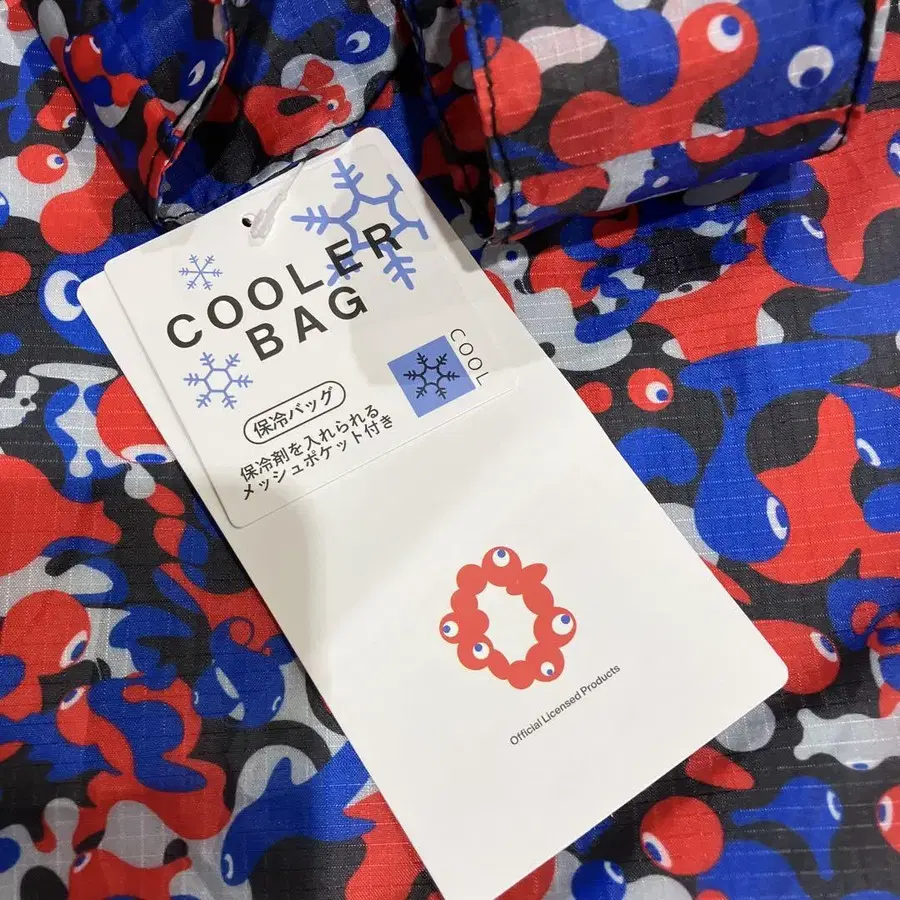 COOLER
BAG
COOL
保冷バッグ
保冷剤を入れられる
メッシュポケット付き
Official Licensed Products